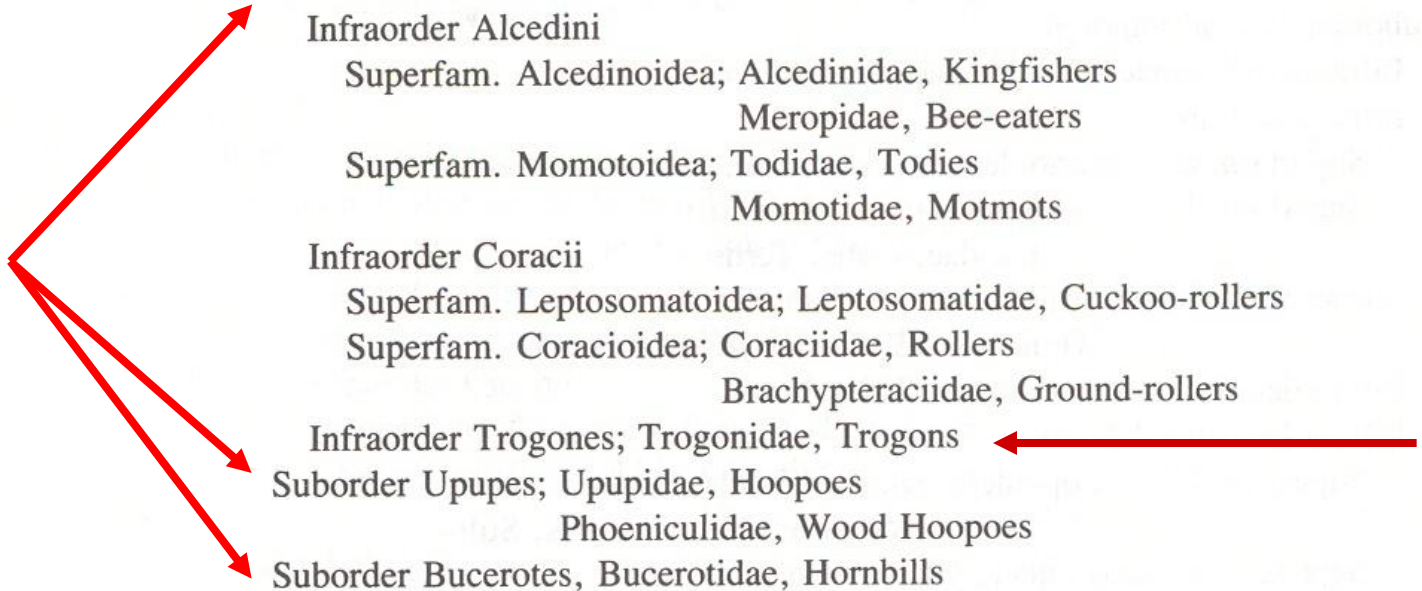 Infraorder Alcedini
Superfam. Alcedinoidea; Alcedinidae, Kingfishers
Meropidae, Bee-eaters
Superfam. Momotoidea; Todidae, Todies
Momotidae, Motmots
Infraorder Coracii
Superfam. Leptosomatoidea; Leptosomatidae, Cuckoo-rollers
Superfam. Coracioidea; Coraciidae, Rollers
Brachypteraciidae, Ground-rollers
Infraorder Trogones; Trogonidae, Trogons
Suborder Upupes; Upupidae, Hoopoes
Phoeniculidae, Wood Hoopoes
Suborder Bucerotes, Bucerotidae, Hornbills